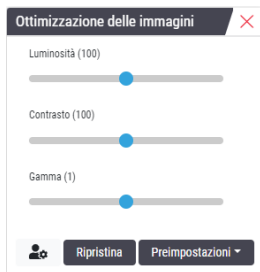 Ottimizzazione delle immagini
Luminosità (100)
Contrasto (100)
Gamma (1)
Ripristina Preimpostazioni